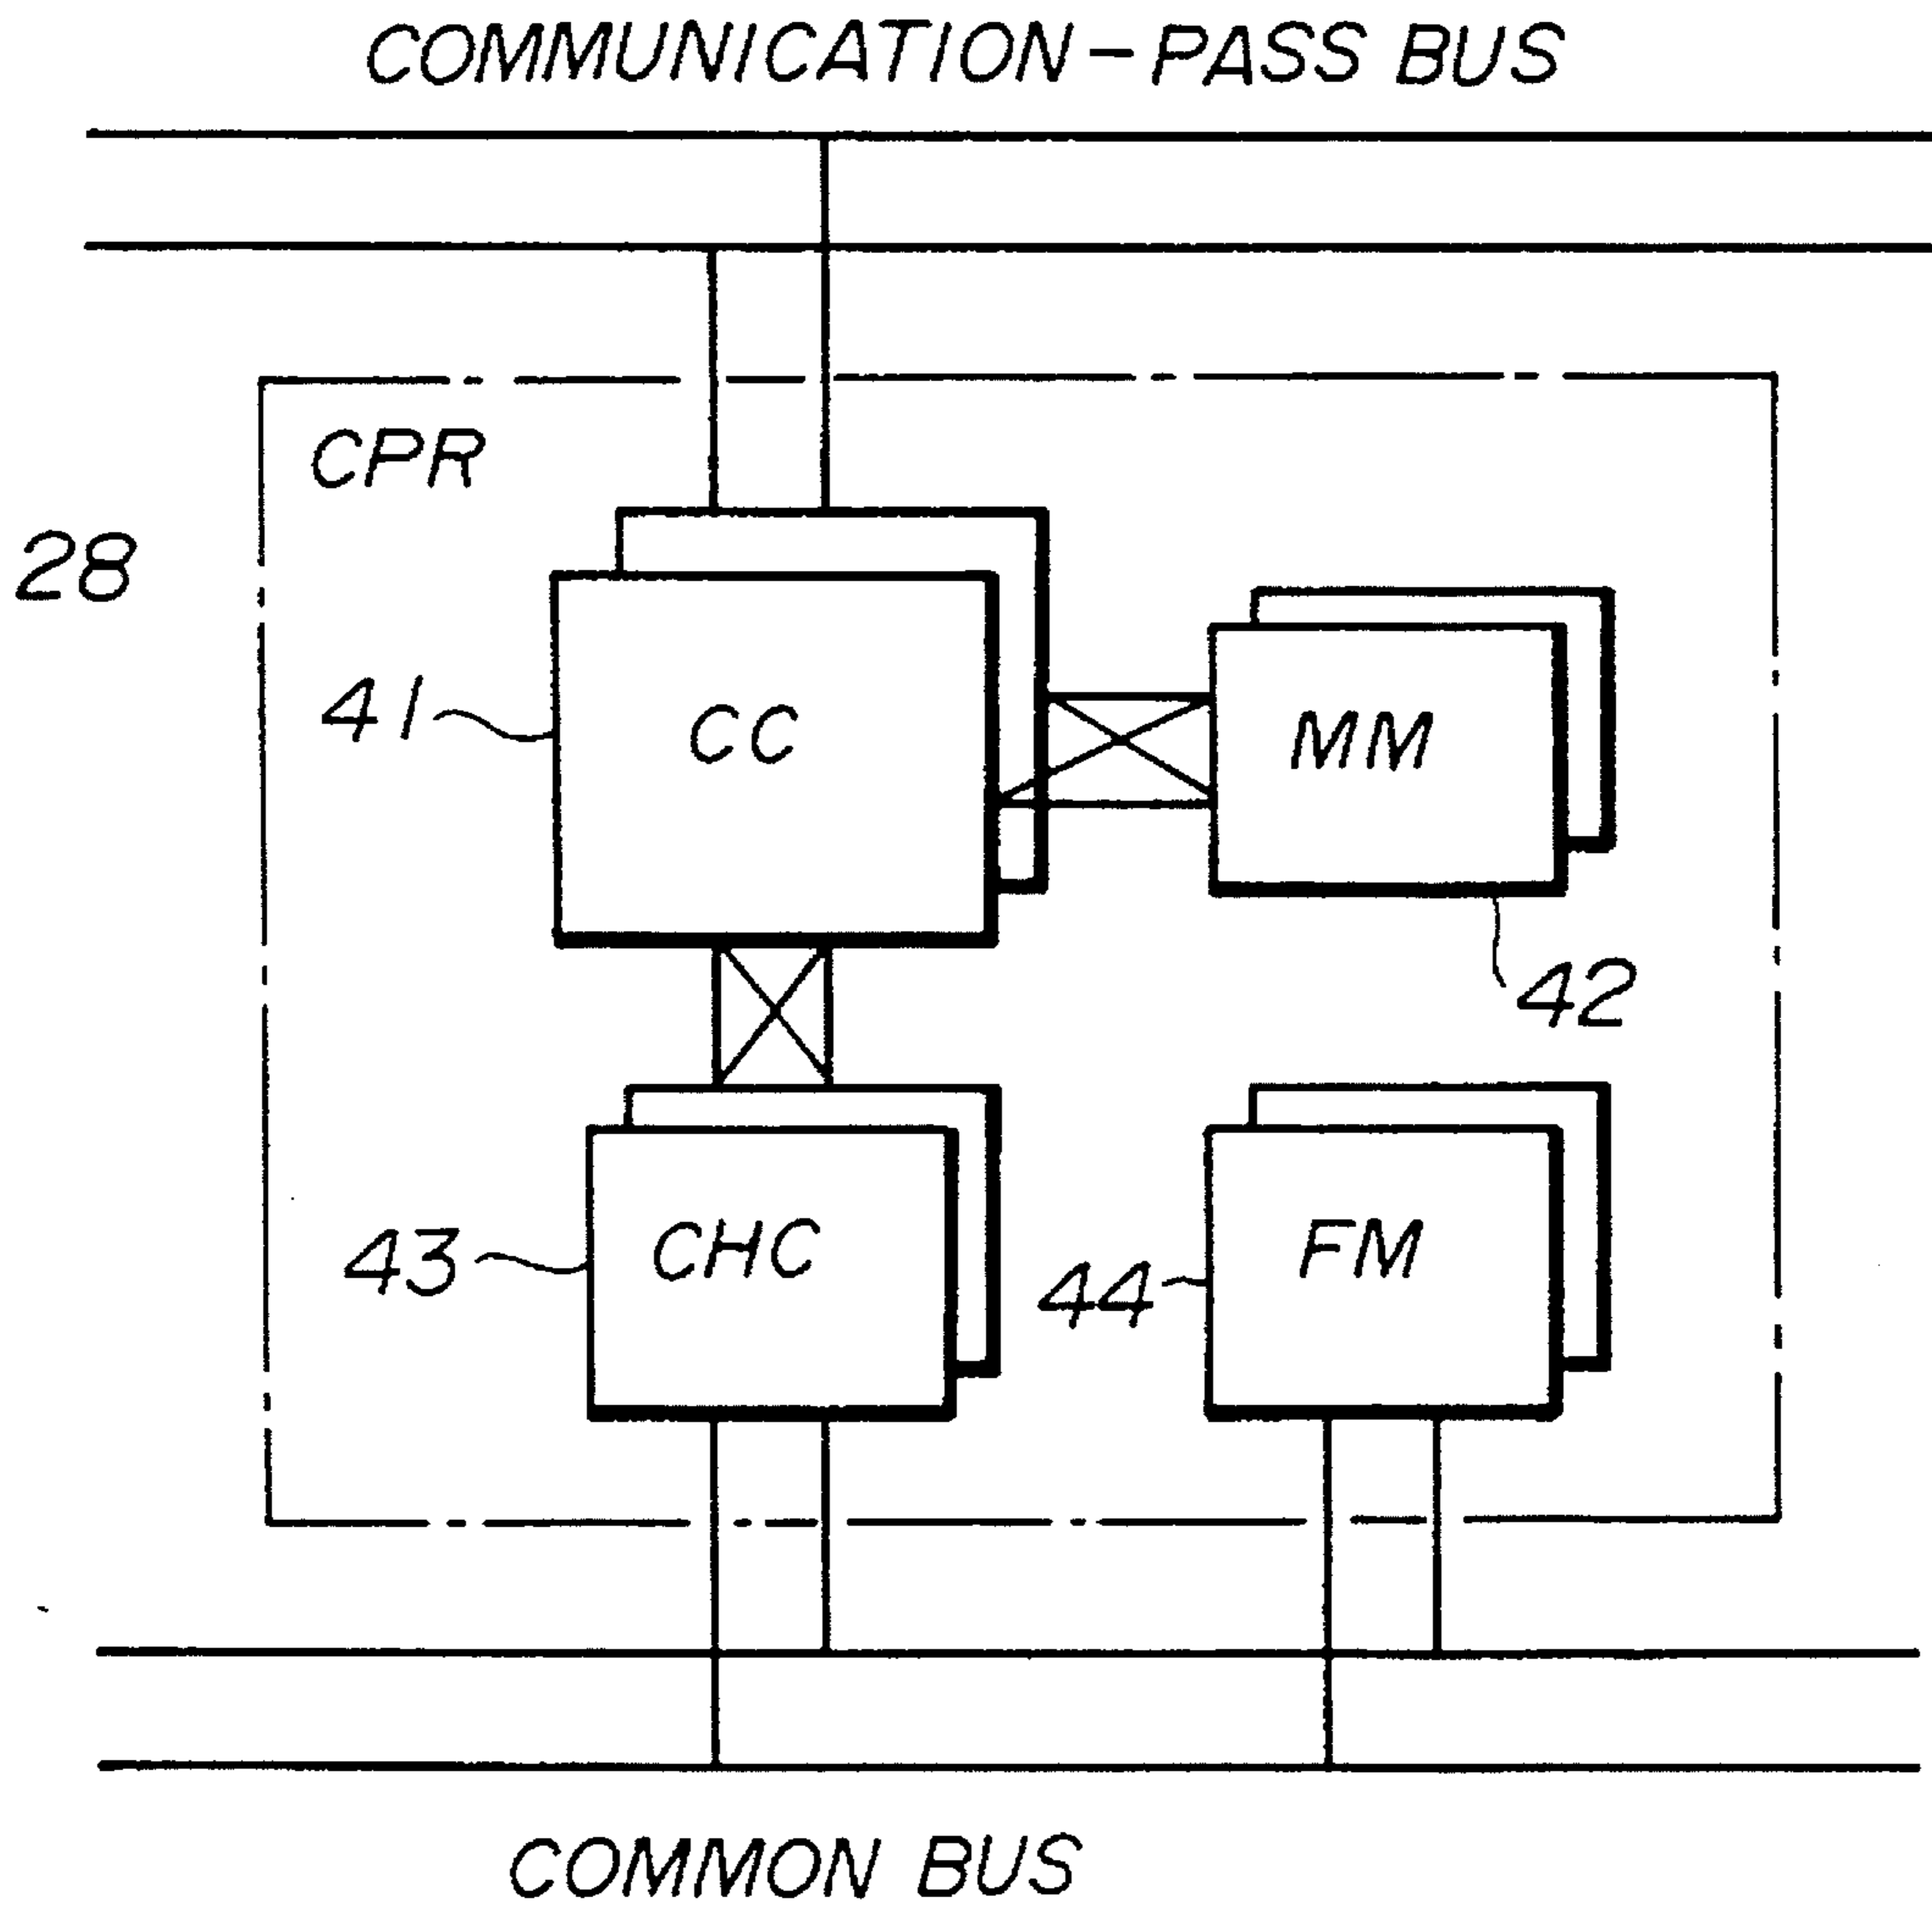 COMMUNICATION-PASS BUS
CPR
28
41
CC
MM
42
43
CHC
44
FM
COMMON BUS